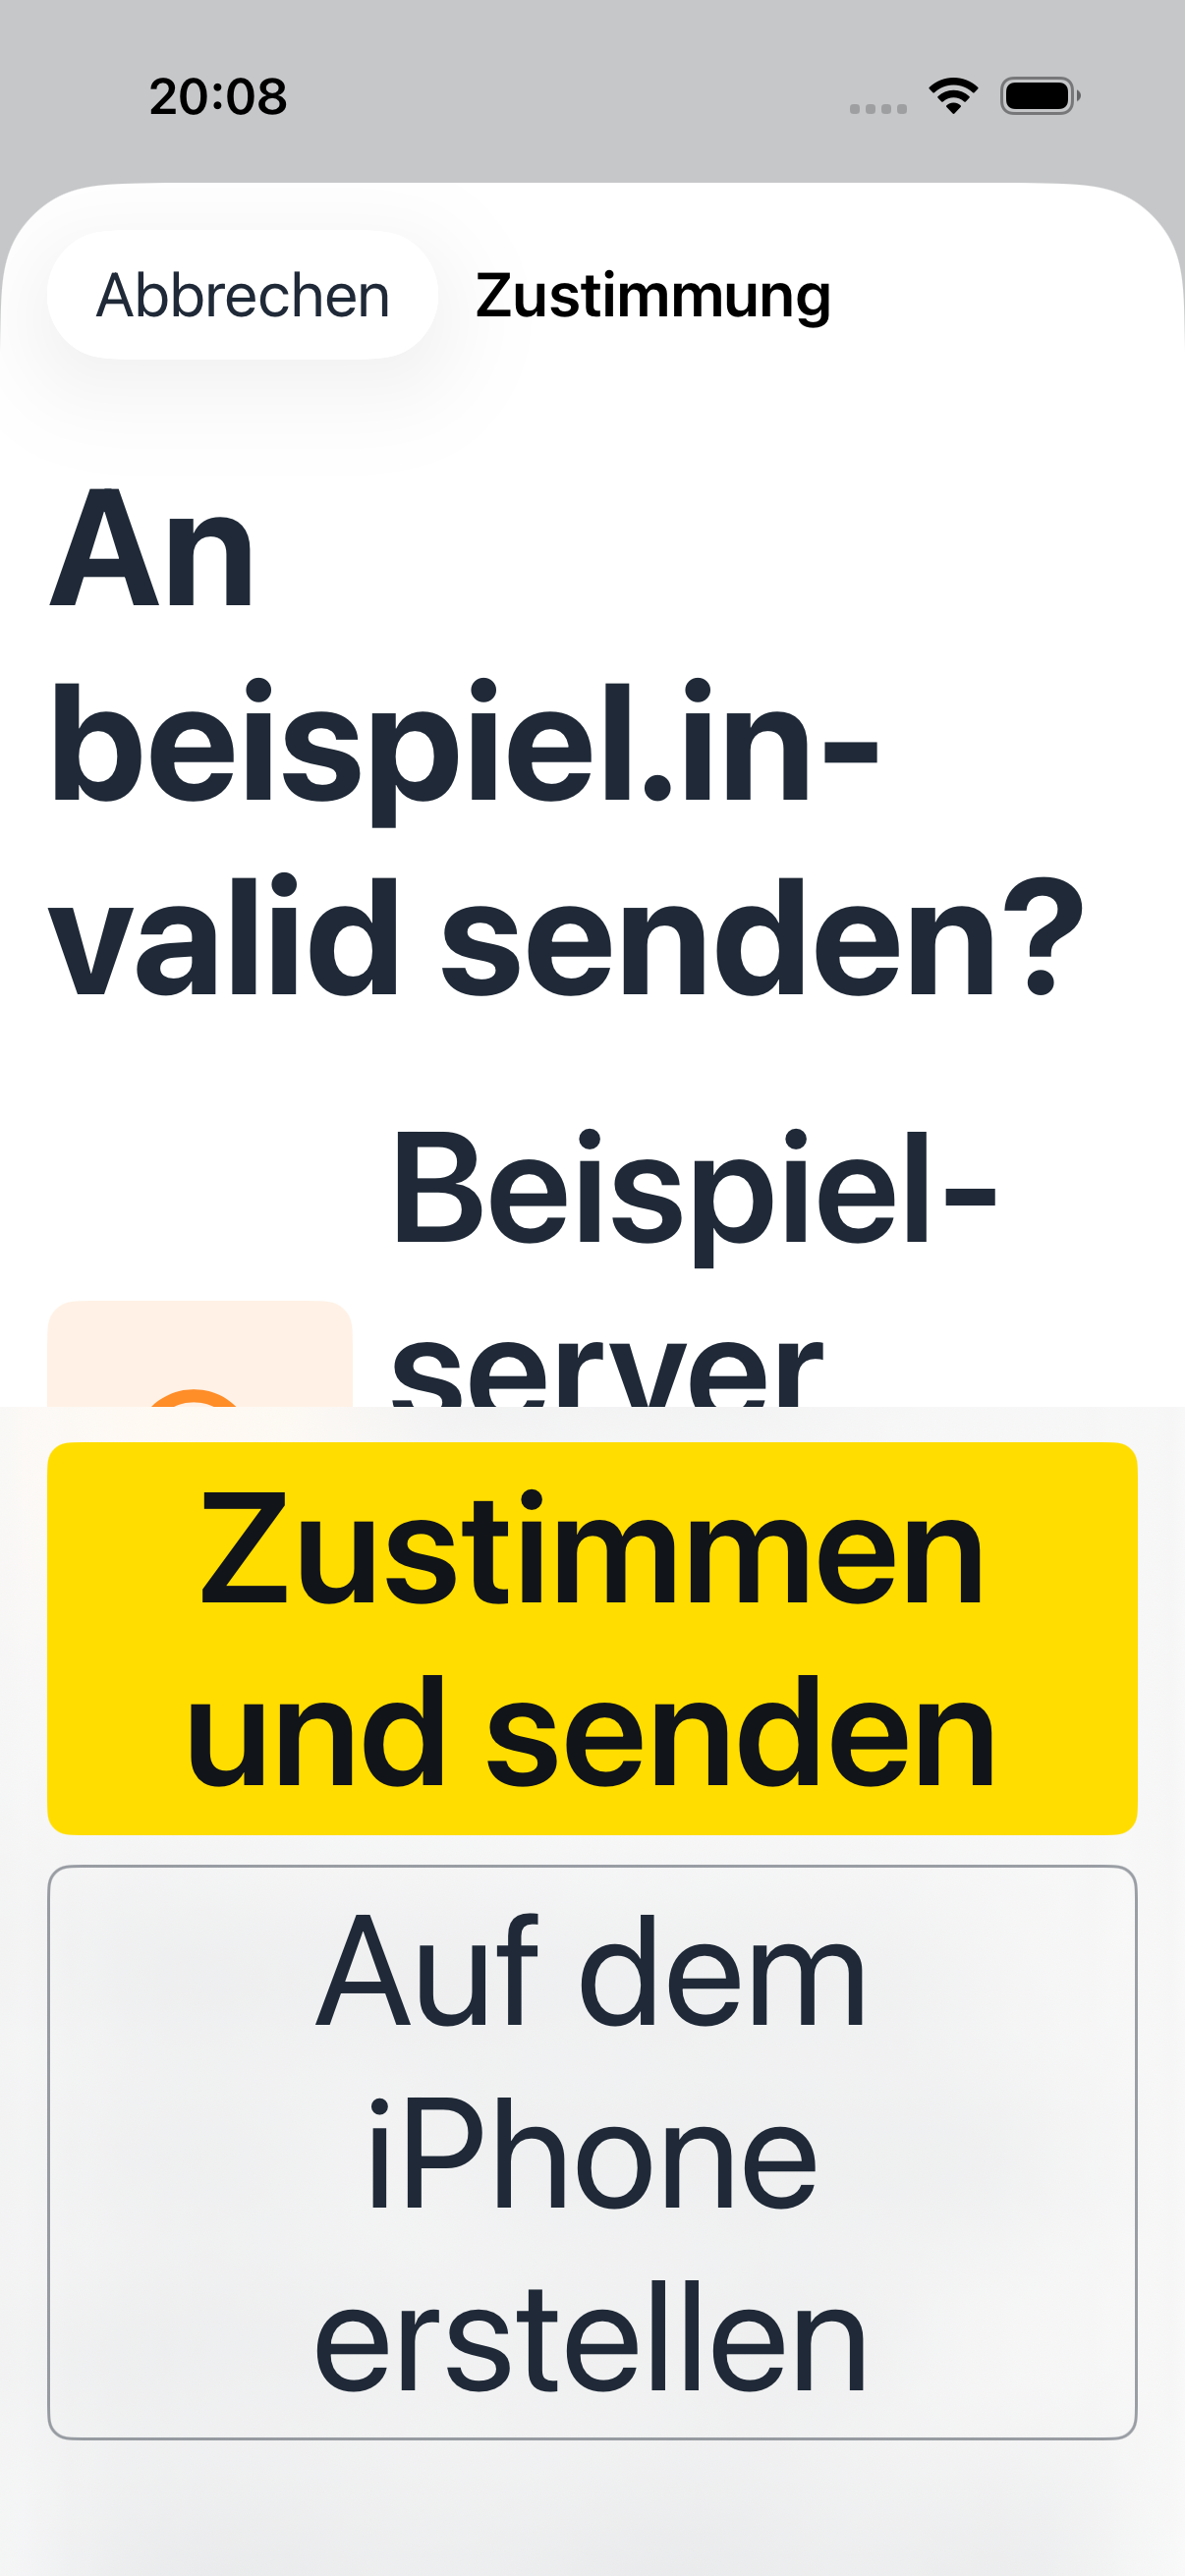 20:08
Abbrechen
Zustimmung
An
beispiel.in-
valid senden?
Beispiel-
server
Zustimmen
und senden
Auf dem
iPhone
erstellen